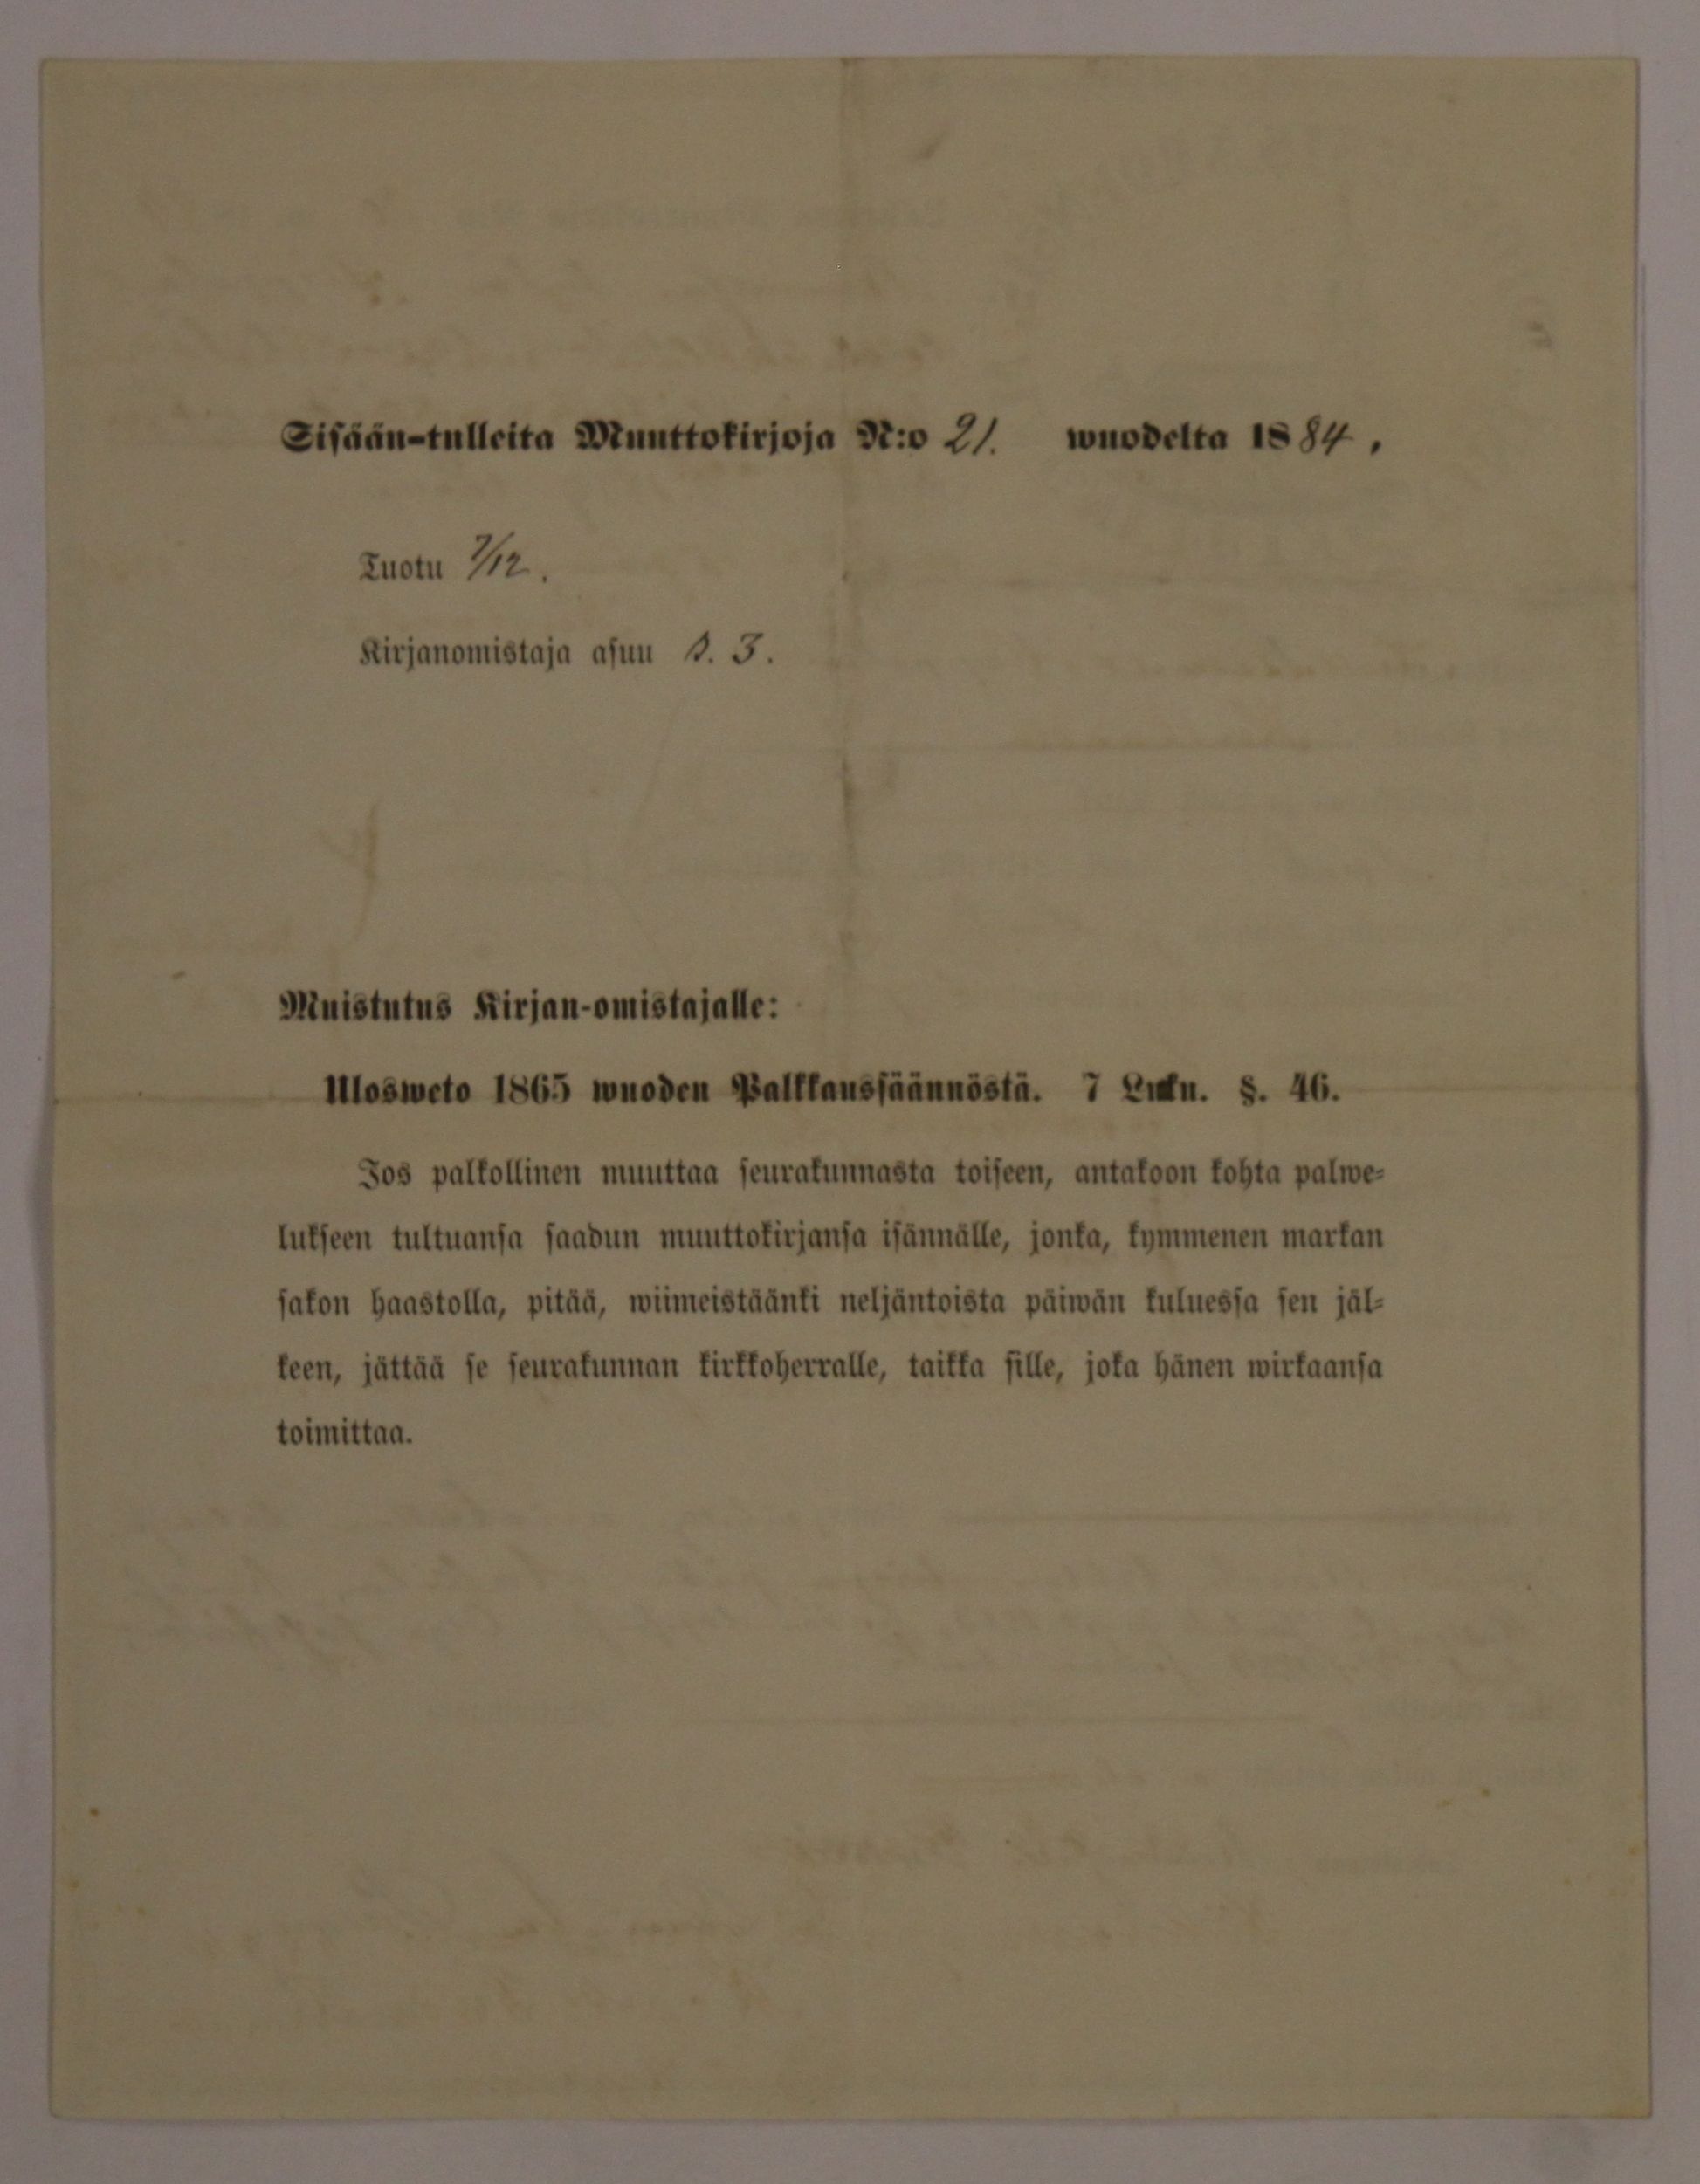 Sisään-tulleita Muuttokirjoja N:o 21. wuodelta 1884.
Tuotu 7/12.
Kirjanomistaja asuu s. 3.
Muistutus Kirjan-omistajalle:
Ulosweto 1865 wuoden Palkkaussäännöstä. 7 Lukn. §. 46.
Jos palkollinen muuttaa seurakunnasta toiseen, antakoon kohta palwe-
lukseen tultuansa saadun muuttokirjansa isännälle, jonka, kymmenen markan
sakon haastolla, pitää, wiimeistäänki neljäntoista päiwän kuluessa sen jäl-
keen, jättää se seurakunnan kirkkoherralle, taikka sille, joka hänen wirkaansa
toimittaa.